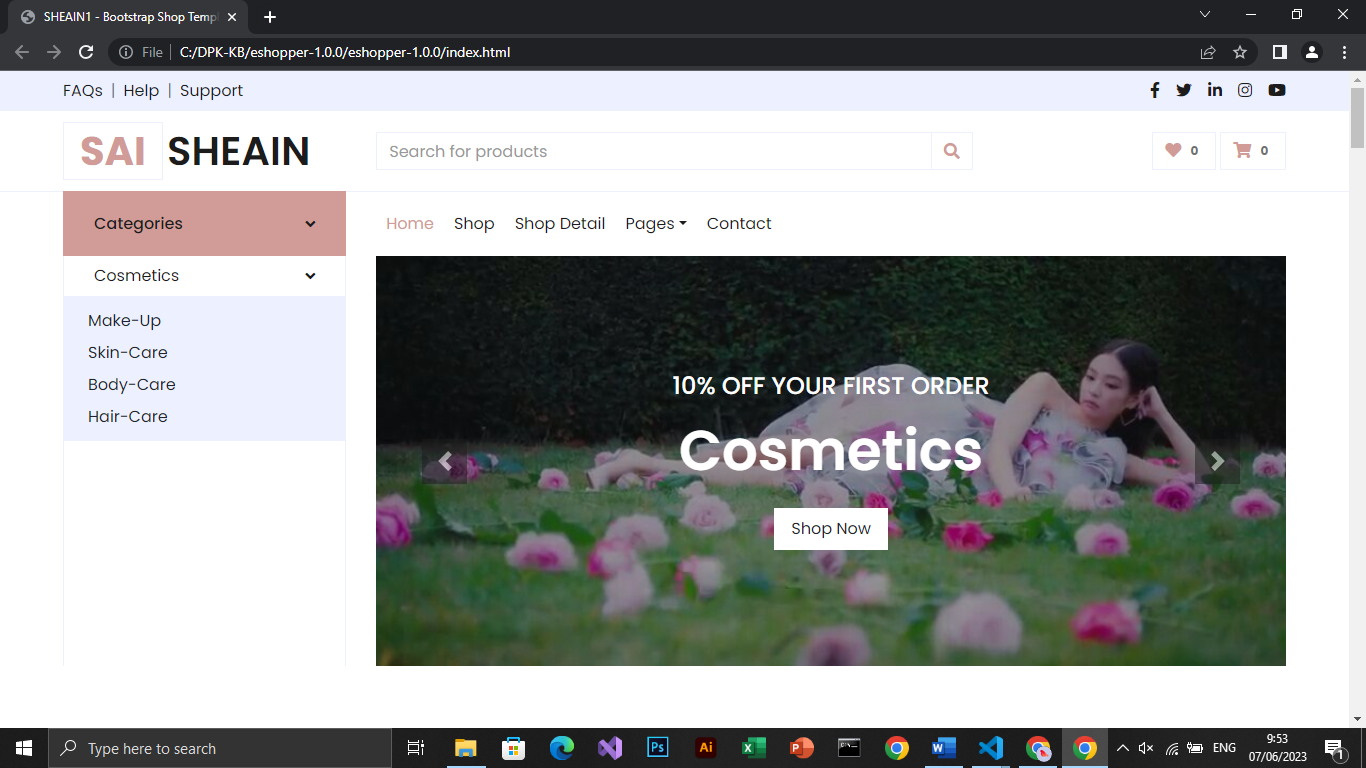 SHEAIN1 - Bootstrap Shop Templ
File C:/DPK-KB/eshopper-1.0.0/eshopper-1.0.0/index.html
FAQs | Help | Support
SAI SHEAIN
Search for products
0 0
Categories
Home Shop Shop Detail Pages Contact
Cosmetics
Make-Up
Skin-Care
Body-Care
Hair-Care
10% OFF YOUR FIRST ORDER
Cosmetics
Shop Now
Type here to search
Ps Ai
ENG
9:53
07/06/2023
1